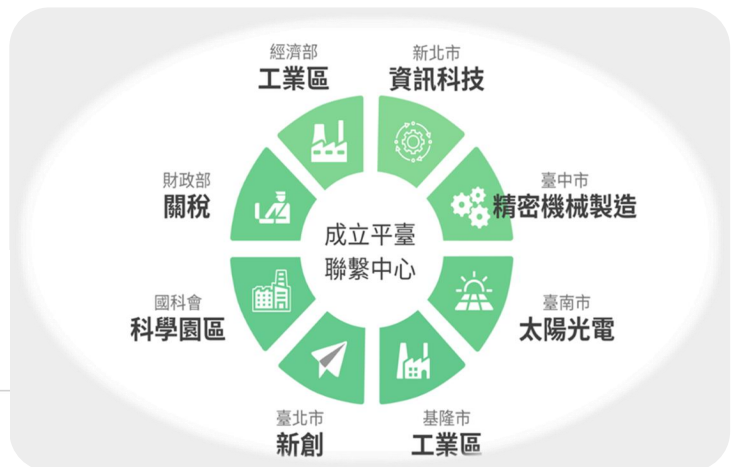 經濟部
工業區
新北市
資訊科技
財政部
關稅
臺中市
精密機械製造
成立平臺
聯繫中心
國科會
科學園區
臺南市
太陽光電
臺北市
新創
基隆市
工業區